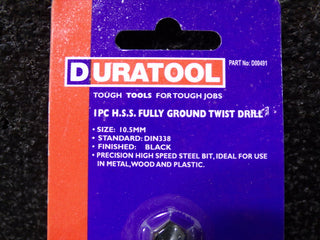 PART No: D00491
DURATOOL
TOUGH TOOLS FOR TOUGH JOBS
1PC H.S.S. FULLY GROUND TWIST DRILL
• SIZE: 10.5MM
• STANDARD: DIN338
• FINISHED: BLACK
• PRECISION HIGH SPEED STEEL BIT, IDEAL FOR USE
IN METAL, WOOD AND PLASTIC.